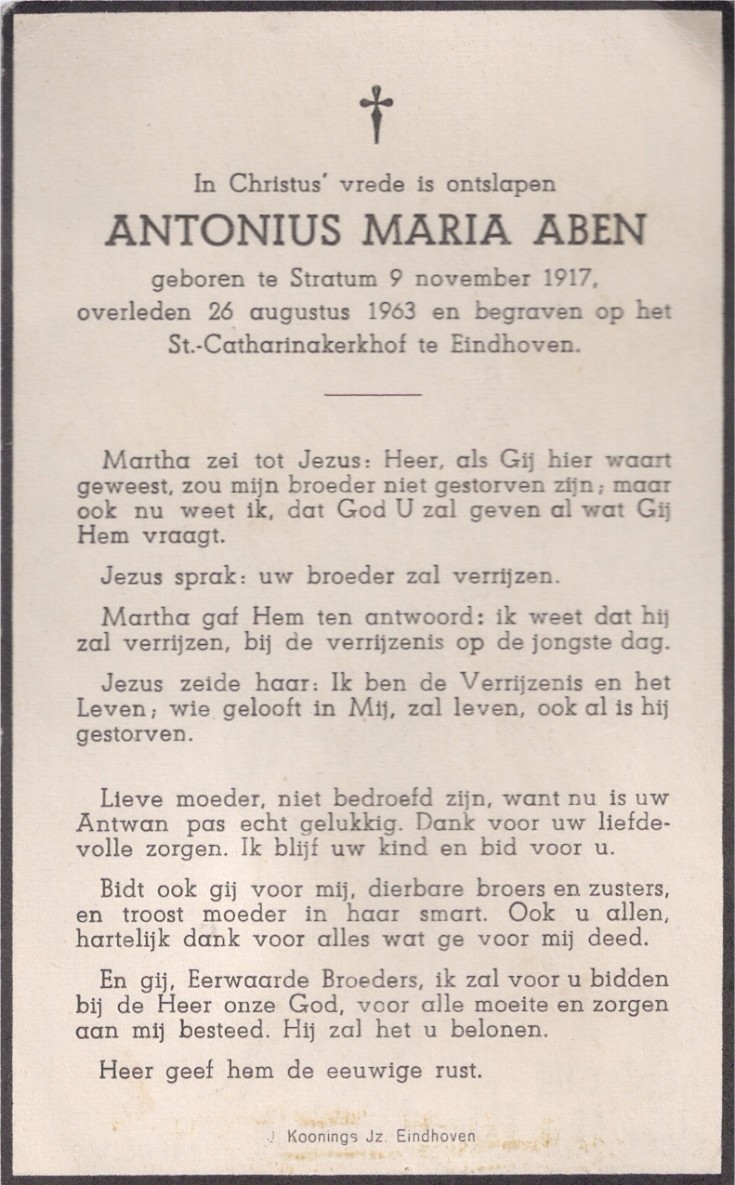 In Christus' vrede is ontslapen
ANTONIUS MARIA ABEN
geboren te Stratum 9 november 1917,
overleden 26 augustus 1963 en begraven op het
St.-Catharinakerkhof te Eindhoven.
Martha zei tot Jezus: Heer, als Gij hier waart
geweest, zou mijn broeder niet gestorven zijn; maar
ook nu weet ik, dat God U zal geven al wat Gij
Hem vraagt.
Jezus sprak: uw broeder zal verrijzen.
Martha gaf Hem ten antwoord: ik weet dat hij
zal verrijzen, bij de verrijzenis op de jongste dag.
Jezus zeide haar: Ik ben de Verrijzenis en het
Leven; wie gelooft in Mij, zal leven, ook al is hij
gestorven.
Lieve moeder, niet bedroefd zijn, want nu is uw
Antwan pas echt gelukkig. Dank voor uw liefde-
volle zorgen. Ik blijf uw kind en bid voor u.
Bidt ook gij voor mij, dierbare broers en zusters,
en troost moeder in haar smart. Ook u allen,
hartelijk dank voor alles wat ge voor mij deed.
En gij, Eerwaarde Broeders, ik zal voor u bidden
bij de Heer onze God, voor alle moeite en zorgen
aan mij besteed. Hij zal het u belonen.
Heer geef hem de eeuwige rust.
J. Koonings Jz. Eindhoven